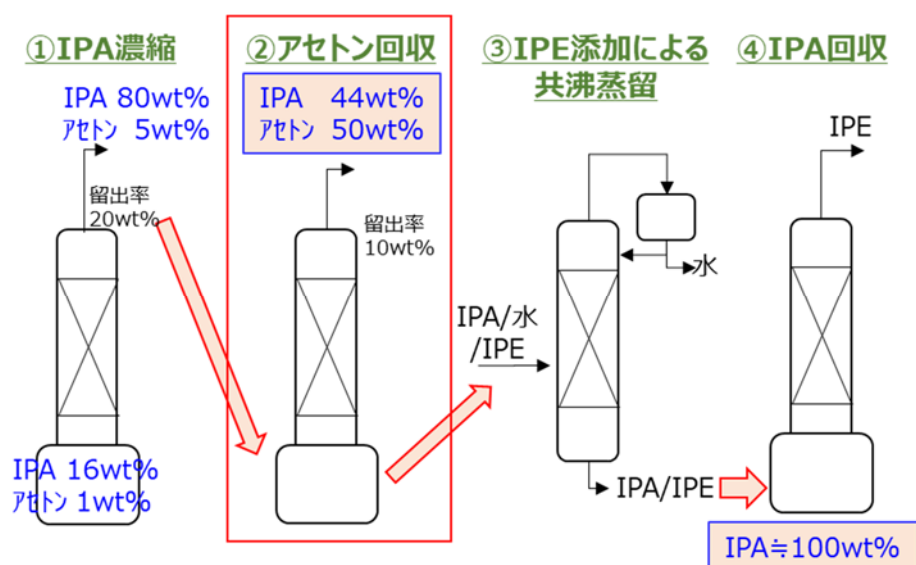 ①IPA濃縮
IPA 80wt%
ｱｾﾄﾝ 5wt%
留出率
20wt%
IPA 16wt%
ｱｾﾄﾝ 1wt%
②アセトン回収
IPA 44wt%
ｱｾﾄﾝ 50wt%
留出率
10wt%
③IPE添加による
共沸蒸留
IPA/水
/IPE
水
IPA/IPE
④IPA回収
IPE
IPA≒100wt%